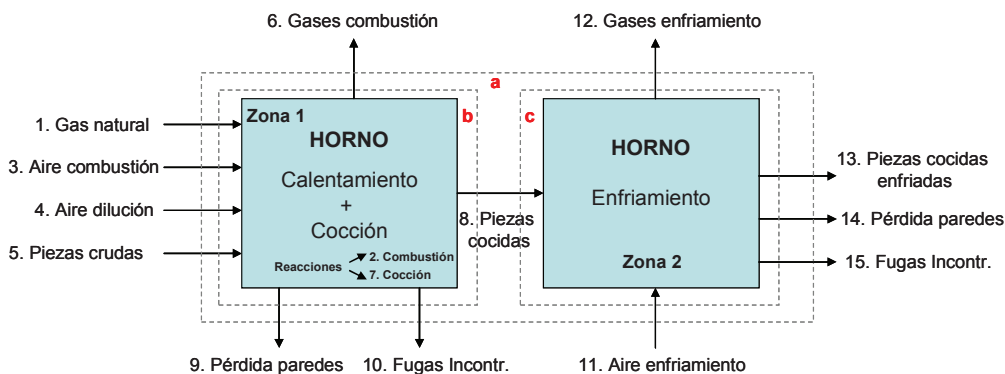 6. Gases combustión
12. Gases enfriamiento
a
b
c
Zona 1
HORNO
Calentamiento
+
Cocción
Reacciones
2. Combustión
7. Cocción
1. Gas natural
3. Aire combustión
4. Aire dilución
5. Piezas crudas
8. Piezas
cocidas
HORNO
Enfriamiento
Zona 2
13. Piezas cocidas
enfriadas
14. Pérdida paredes
15. Fugas Incontr.
9. Pérdida paredes
10. Fugas Incontr.
11. Aire enfriamiento